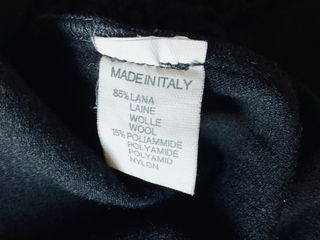 MADE IN ITALY
85% LANA
LAINE
WOLLE
WOOL
15% POLIAMMIDE
POLYAMIDE
POLYAMID
NYLON